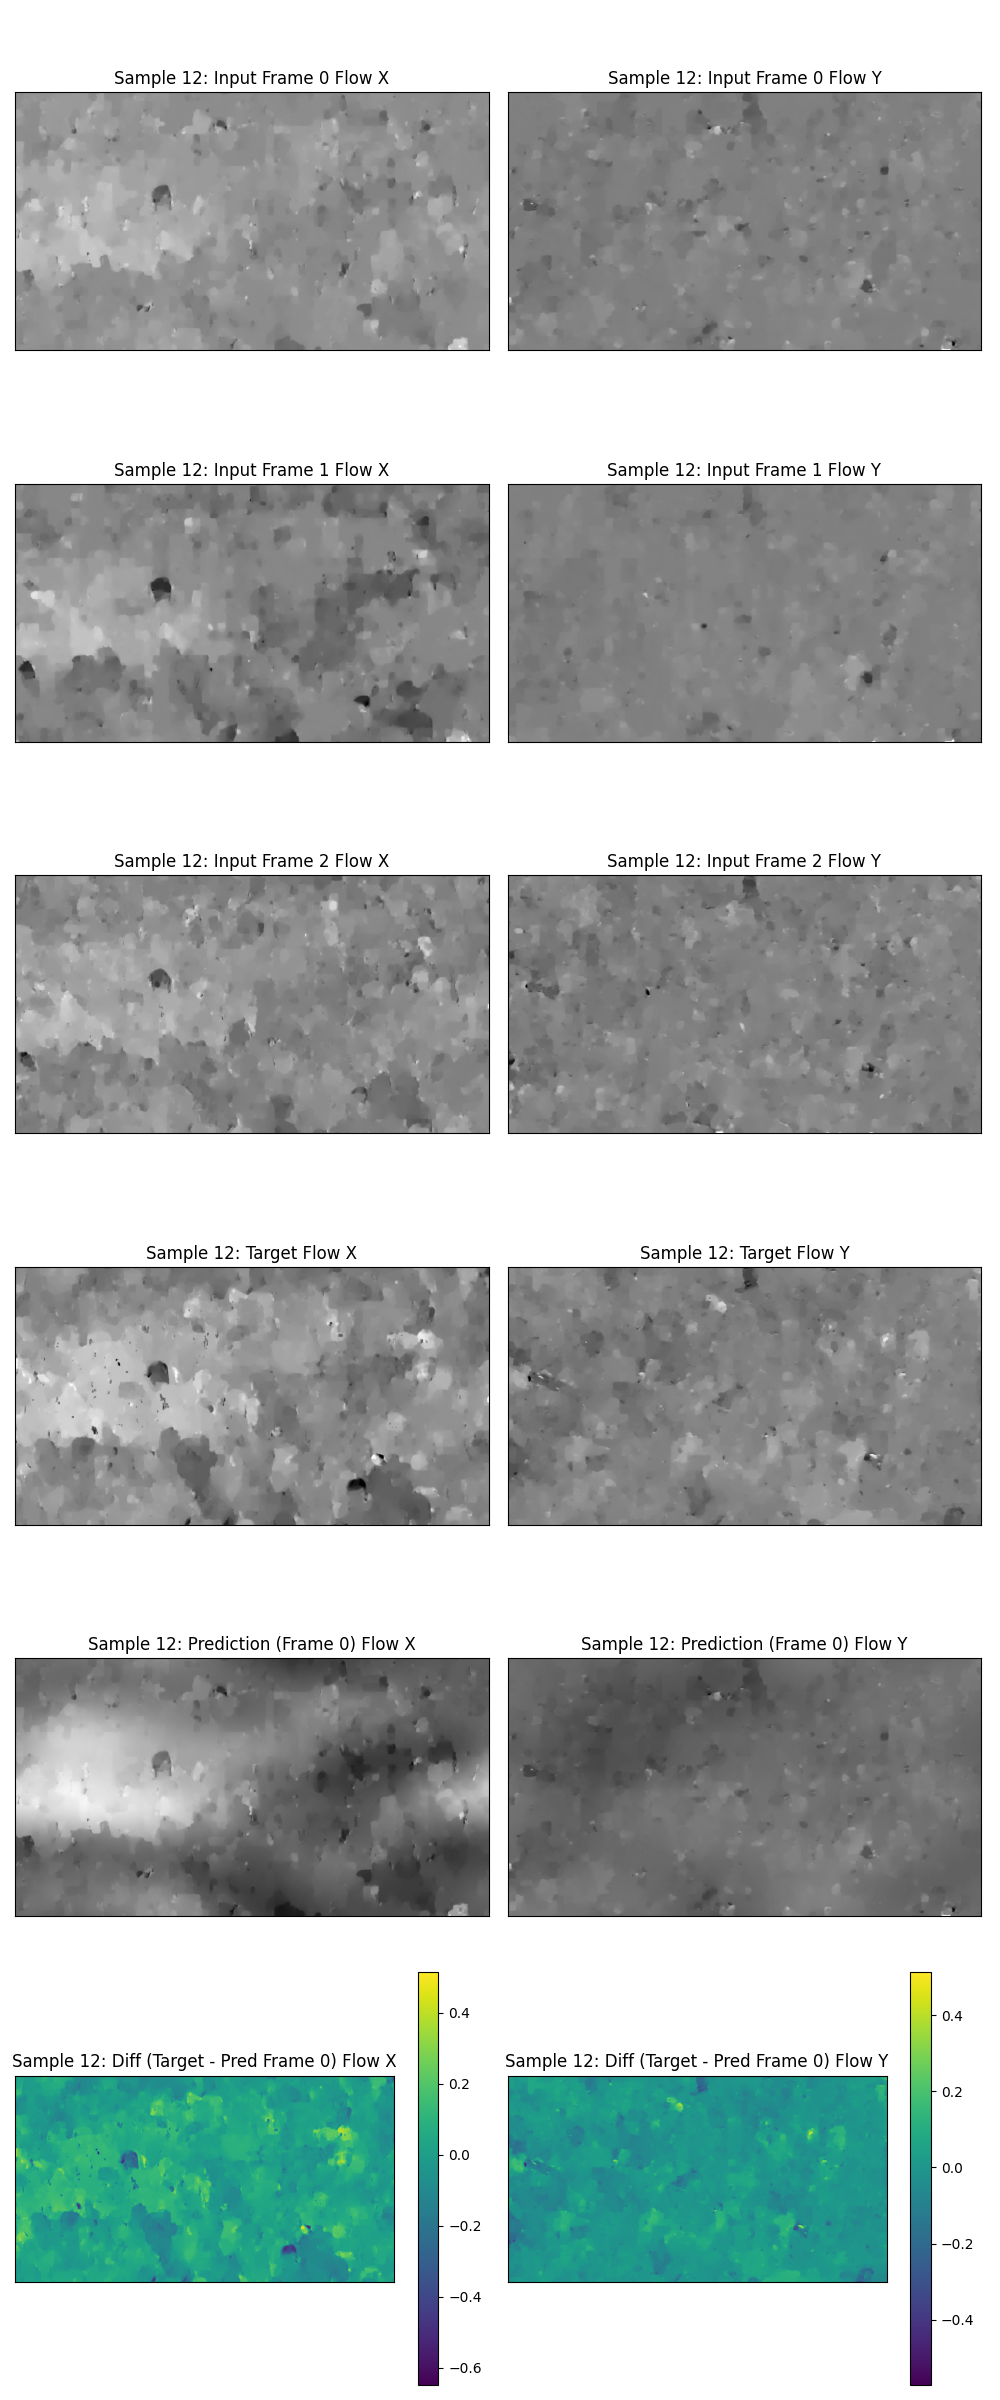 Sample 12: Input Frame 0 Flow X
Sample 12: Input Frame 0 Flow Y
Sample 12: Input Frame 1 Flow X
Sample 12: Input Frame 1 Flow Y
Sample 12: Input Frame 2 Flow X
Sample 12: Input Frame 2 Flow Y
Sample 12: Target Flow X
Sample 12: Target Flow Y
Sample 12: Prediction (Frame 0) Flow X
Sample 12: Prediction (Frame 0) Flow Y
Sample 12: Diff (Target - Pred Frame 0) Flow X
0.4
0.2
0.0
−0.2
−0.4
−0.6
Sample 12: Diff (Target - Pred Frame 0) Flow Y
0.4
0.2
0.0
−0.2
−0.4